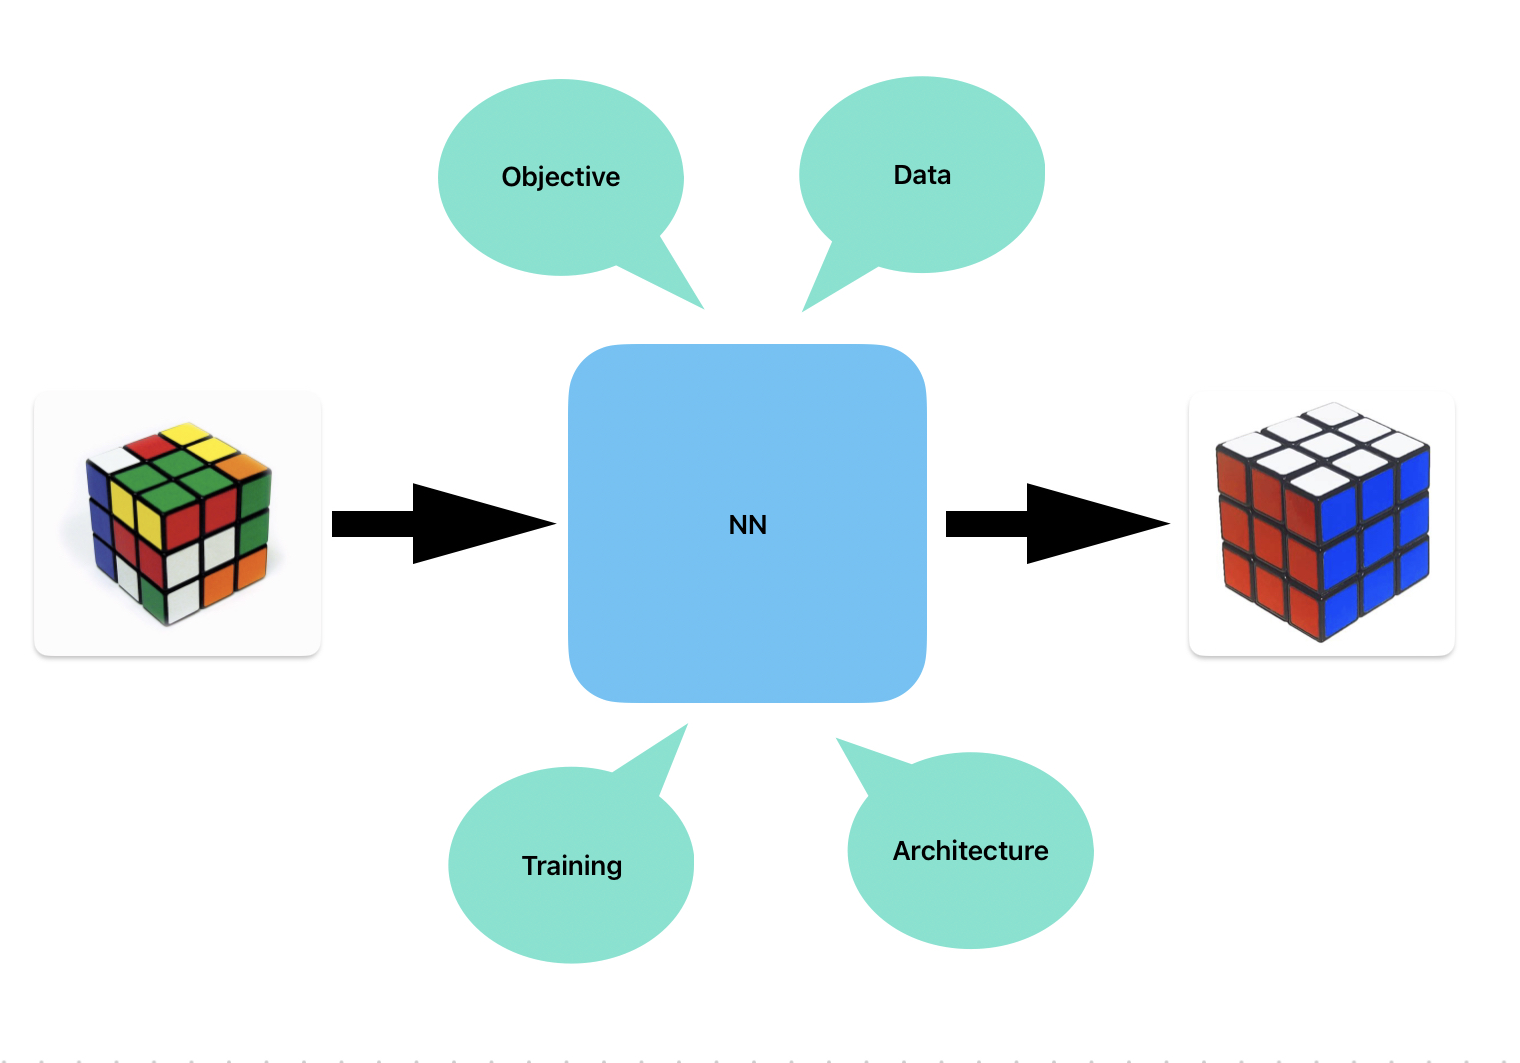 Objective
Data
NN
Training
Architecture